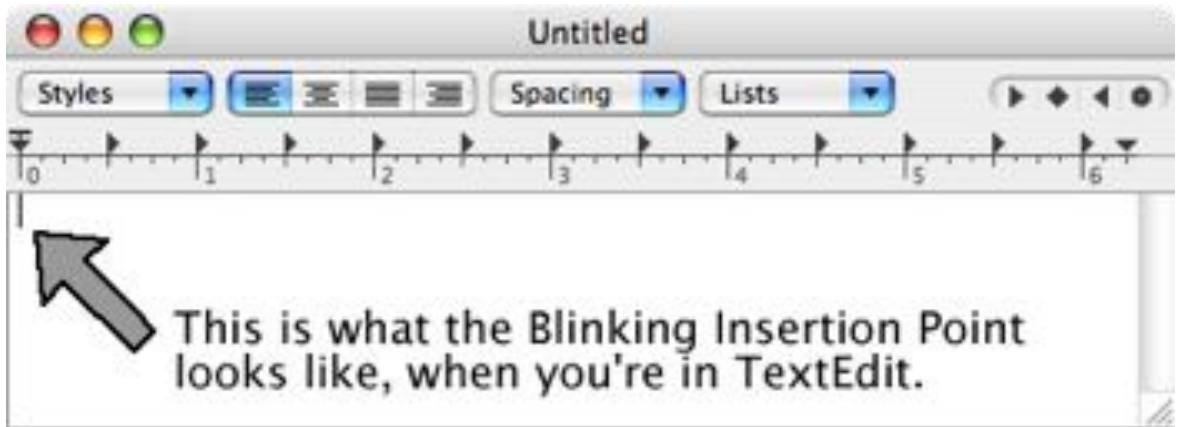 Untitled
Styles Spacing Lists
0 1 2 3 4 5 6
This is what the Blinking Insertion Point
looks like, when you're in TextEdit.